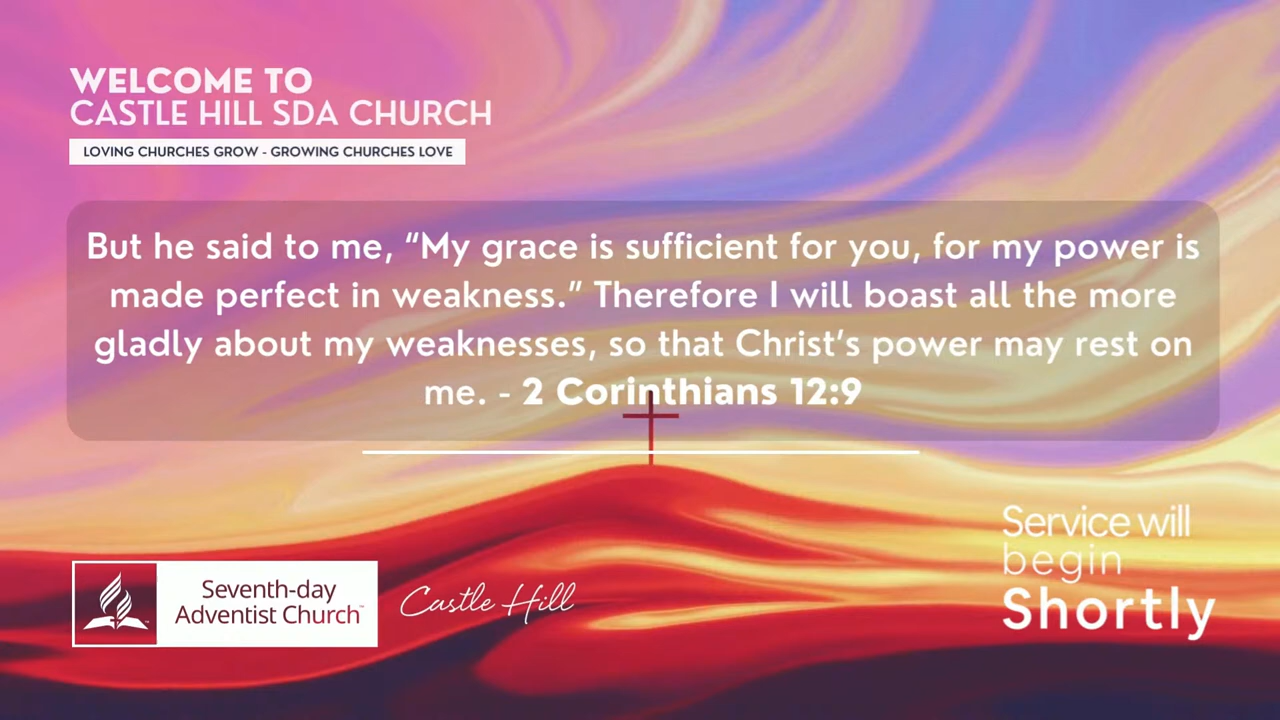 WELCOME TO
CASTLE HILL SDA CHURCH
LOVING CHURCHES GROW - GROWING CHURCHES LOVE
But he said to me, “My grace is sufficient for you, for my power is
made perfect in weakness.” Therefore I will boast all the more
gladly about my weaknesses, so that Christ’s power may rest on
me. - 2 Corinthians 12:9
Service will
begin
Shortly
Seventh-day
Adventist Church™
Castle Hill